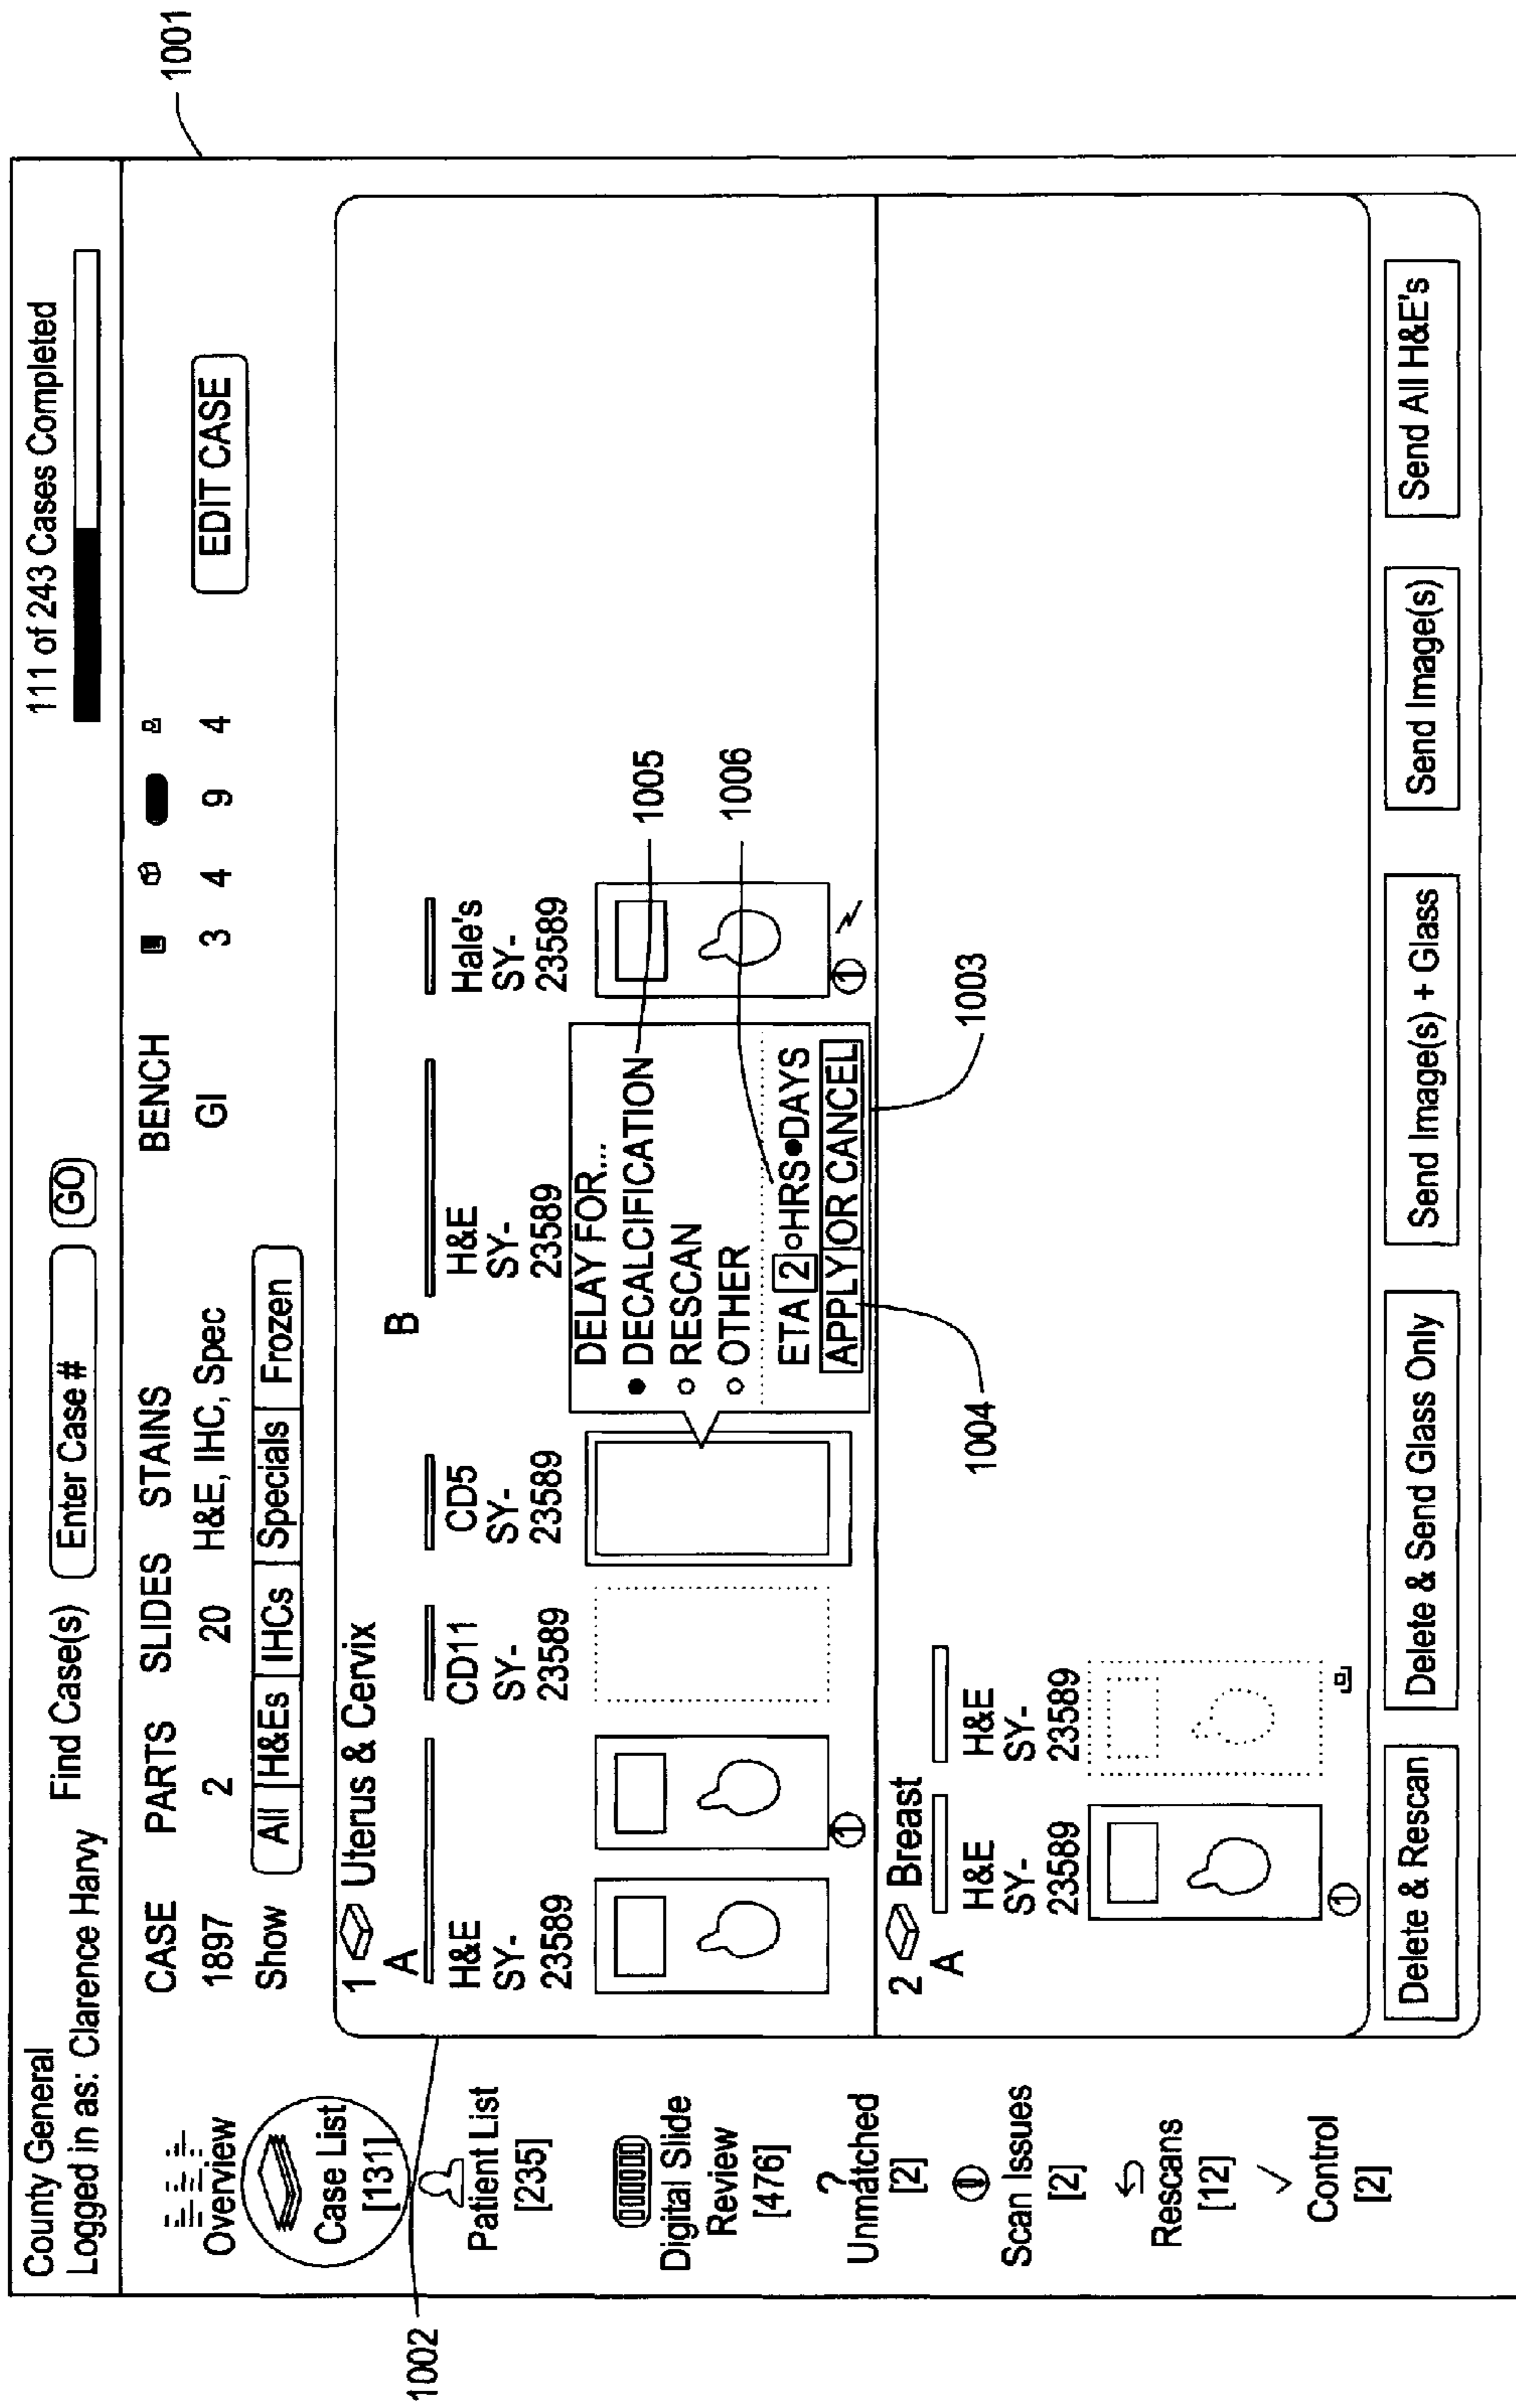 County General
Logged in as: Clarence Harvy
Find Case(s)
Enter Case #
GO
111 of 243 Cases Completed
1001
Overview
Case List
[131]
Patient List
[235]
Digital Slide
Review
[476]
?
Unmatched
[2]
Scan Issues
[2]
Rescans
[12]
Control
[2]
CASE PARTS SLIDES STAINS BENCH
1897 2 20 H&E, IHC, Spec GI 3 4 9 4
EDIT CASE
Show All H&Es IHCs Specials Frozen
1002
1 Uterus & Cervix
A B
H&E CD11 CD5 H&E Hale's
SY- SY- SY- SY- SY-
23589 23589 23589 23589 23589
DELAY FOR...
DECALCIFICATION
RESCAN
OTHER
ETA 2 HRS DAYS
APPLY OR CANCEL
1005
1006
1003
1004
2 Breast
A
H&E H&E
SY- SY-
23589 23589
Delete & Rescan
Delete & Send Glass Only
Send Image(s) + Glass
Send Image(s)
Send All H&E's